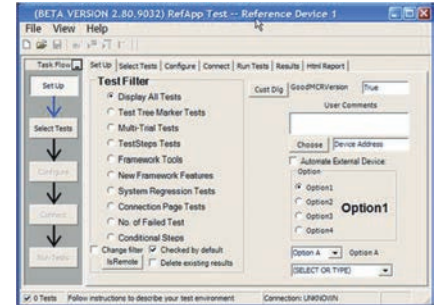 (BETA VERSION 2.80.9032) RefApp Test -- Reference Device 1
File View Help
Task Flow
Set Up
Select Tests
Configure
Connect
Run Tests
Set Up Select Tests Configure Connect Run Tests Results Html Report
Test Filter
Display All Tests
Test Tree Marker Tests
Multi-Trial Tests
TestSteps Tests
Framework Tools
New Framework Features
System Regression Tests
Connection Page Tests
No. of Failed Test
Conditional Steps
Change filter Checked by default
IsRemote Delete existing results
Cust Dlg GoodMCRVersion True
User Comments
Choose Device Address
Automate External Device
Option
Option1
Option2
Option3
Option4
Option1
Option A Option A
(SELECT OR TYPE)
0 Tests Follow instructions to describe your test environment Connection: UNKNOWN